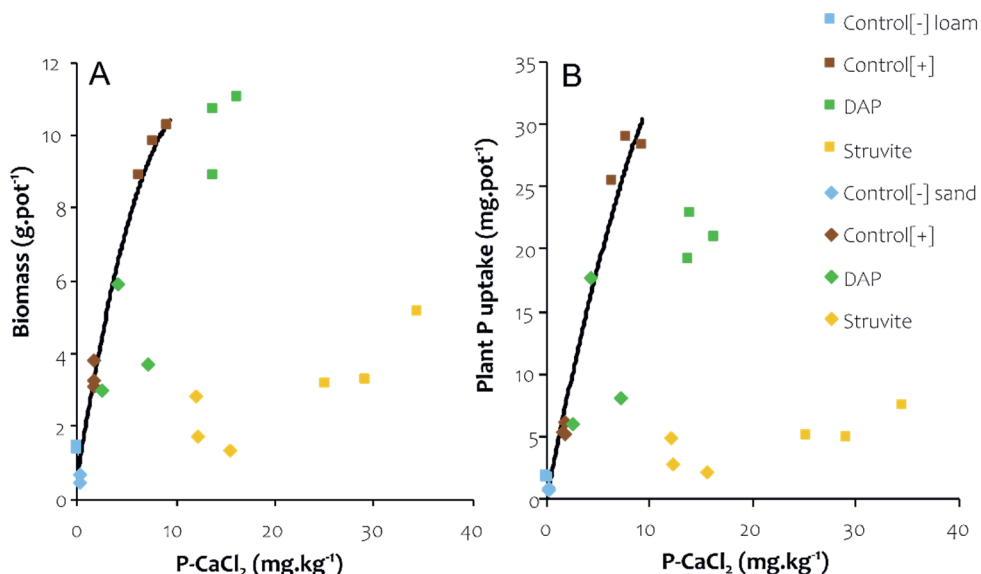 A
Biomass (g.pot⁻¹)
12
10
8
6
4
2
0
0 10 20 30 40
P-CaCl₂ (mg.kg⁻¹)
B
Plant P uptake (mg.pot⁻¹)
35
30
25
20
15
10
5
0
0 10 20 30 40
P-CaCl₂ (mg.kg⁻¹)
Control[-] loam
Control[+]
DAP
Struvite
Control[-] sand
Control[+]
DAP
Struvite